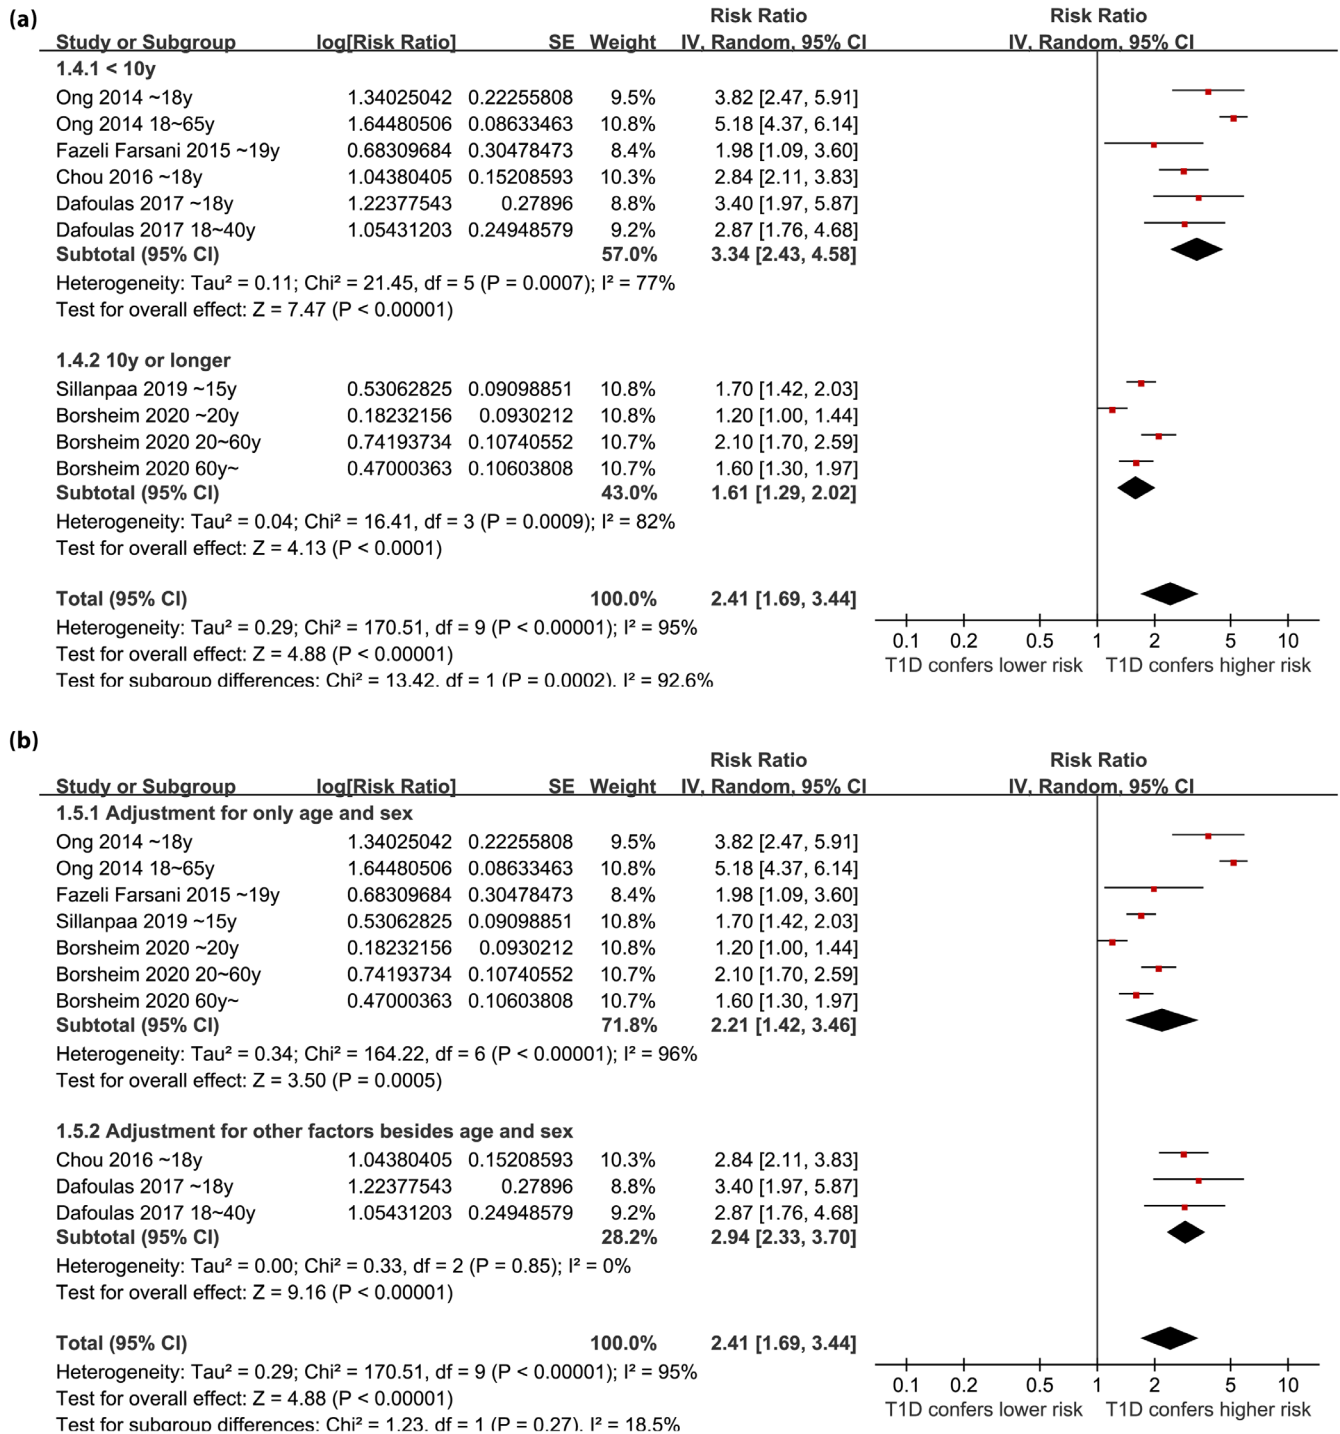 (a)
Risk Ratio Risk Ratio
Study or Subgroup log[Risk Ratio] SE Weight IV, Random, 95% CI IV, Random, 95% CI
1.4.1 < 10y
Ong 2014 ~18y 1.34025042 0.22255808 9.5% 3.82 [2.47, 5.91]
Ong 2014 18~65y 1.64480506 0.08633463 10.8% 5.18 [4.37, 6.14]
Fazeli Farsani 2015 ~19y 0.68309684 0.30478473 8.4% 1.98 [1.09, 3.60]
Chou 2016 ~18y 1.04380405 0.15208593 10.3% 2.84 [2.11, 3.83]
Dafoulas 2017 ~18y 1.22377543 0.27896 8.8% 3.40 [1.97, 5.87]
Dafoulas 2017 18~40y 1.05431203 0.24948579 9.2% 2.87 [1.76, 4.68]
Subtotal (95% CI) 57.0% 3.34 [2.43, 4.58]
Heterogeneity: Tau² = 0.11; Chi² = 21.45, df = 5 (P = 0.0007); I² = 77%
Test for overall effect: Z = 7.47 (P < 0.00001)
1.4.2 10y or longer
Sillanpaa 2019 ~15y 0.53062825 0.09098851 10.8% 1.70 [1.42, 2.03]
Borsheim 2020 ~20y 0.18232156 0.0930212 10.8% 1.20 [1.00, 1.44]
Borsheim 2020 20~60y 0.74193734 0.10740552 10.7% 2.10 [1.70, 2.59]
Borsheim 2020 60y~ 0.47000363 0.10603808 10.7% 1.60 [1.30, 1.97]
Subtotal (95% CI) 43.0% 1.61 [1.29, 2.02]
Heterogeneity: Tau² = 0.04; Chi² = 16.41, df = 3 (P = 0.0009); I² = 82%
Test for overall effect: Z = 4.13 (P < 0.0001)
Total (95% CI) 100.0% 2.41 [1.69, 3.44]
Heterogeneity: Tau² = 0.29; Chi² = 170.51, df = 9 (P < 0.00001); I² = 95%
Test for overall effect: Z = 4.88 (P < 0.00001)
Test for subgroup differences: Chi² = 13.42, df = 1 (P = 0.0002), I² = 92.6%
0.1 0.2 0.5 1 2 5 10
T1D confers lower risk T1D confers higher risk
(b)
Risk Ratio Risk Ratio
Study or Subgroup log[Risk Ratio] SE Weight IV, Random, 95% CI IV, Random, 95% CI
1.5.1 Adjustment for only age and sex
Ong 2014 ~18y 1.34025042 0.22255808 9.5% 3.82 [2.47, 5.91]
Ong 2014 18~65y 1.64480506 0.08633463 10.8% 5.18 [4.37, 6.14]
Fazeli Farsani 2015 ~19y 0.68309684 0.30478473 8.4% 1.98 [1.09, 3.60]
Sillanpaa 2019 ~15y 0.53062825 0.09098851 10.8% 1.70 [1.42, 2.03]
Borsheim 2020 ~20y 0.18232156 0.0930212 10.8% 1.20 [1.00, 1.44]
Borsheim 2020 20~60y 0.74193734 0.10740552 10.7% 2.10 [1.70, 2.59]
Borsheim 2020 60y~ 0.47000363 0.10603808 10.7% 1.60 [1.30, 1.97]
Subtotal (95% CI) 71.8% 2.21 [1.42, 3.46]
Heterogeneity: Tau² = 0.34; Chi² = 164.22, df = 6 (P < 0.00001); I² = 96%
Test for overall effect: Z = 3.50 (P = 0.0005)
1.5.2 Adjustment for other factors besides age and sex
Chou 2016 ~18y 1.04380405 0.15208593 10.3% 2.84 [2.11, 3.83]
Dafoulas 2017 ~18y 1.22377543 0.27896 8.8% 3.40 [1.97, 5.87]
Dafoulas 2017 18~40y 1.05431203 0.24948579 9.2% 2.87 [1.76, 4.68]
Subtotal (95% CI) 28.2% 2.94 [2.33, 3.70]
Heterogeneity: Tau² = 0.00; Chi² = 0.33, df = 2 (P = 0.85); I² = 0%
Test for overall effect: Z = 9.16 (P < 0.00001)
Total (95% CI) 100.0% 2.41 [1.69, 3.44]
Heterogeneity: Tau² = 0.29; Chi² = 170.51, df = 9 (P < 0.00001); I² = 95%
Test for overall effect: Z = 4.88 (P < 0.00001)
Test for subgroup differences: Chi² = 1.23, df = 1 (P = 0.27), I² = 18.5%
0.1 0.2 0.5 1 2 5 10
T1D confers lower risk T1D confers higher risk